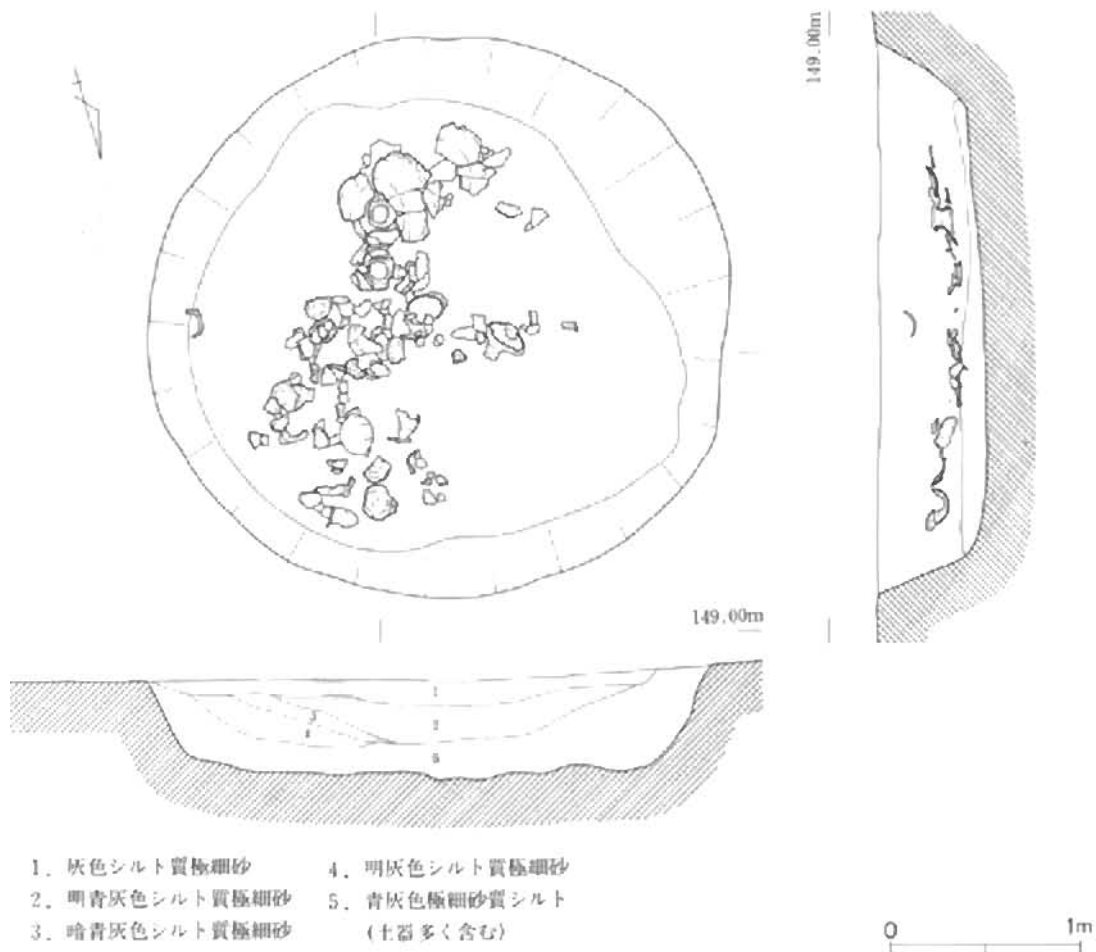 149.00m
149.00m
1
3
2
4
5
1. 灰色シルト質極細砂
2. 明青灰色シルト質極細砂
3. 暗青灰色シルト質極細砂
4. 明灰色シルト質極細砂
5. 青灰色極細砂質シルト
(土器多く含む)
0 1m